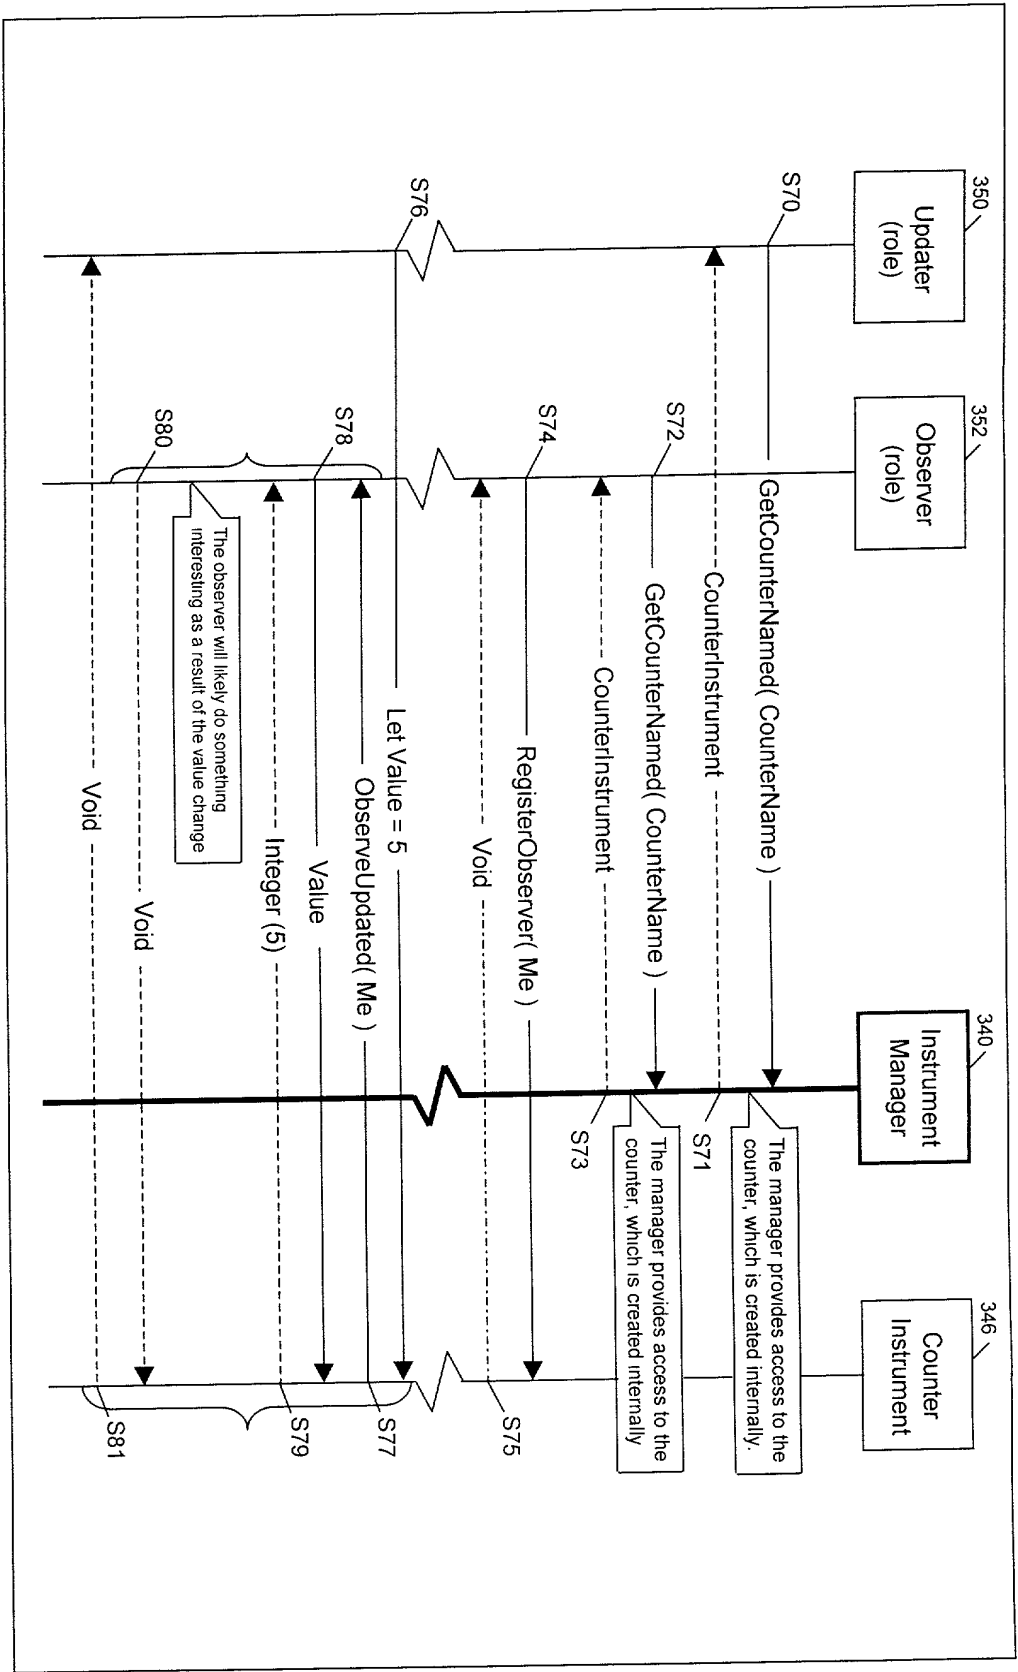 350
Updater
(role)
352
Observer
(role)
340
Instrument
Manager
346
Counter
Instrument
S70
GetCounterNamed( CounterName )
The manager provides access to the
counter, which is created internally.
CounterInstrument
S71
S72
GetCounterNamed( CounterName )
The manager provides access to the
counter, which is created internally
CounterInstrument
S73
S74
RegisterObserver( Me )
Void
S75
S76
Let Value = 5
ObserveUpdated( Me )
S77
S78
Value
Integer (5)
S79
The observer will likely do something
interesting as a result of the value change
S80
Void
Void
S81